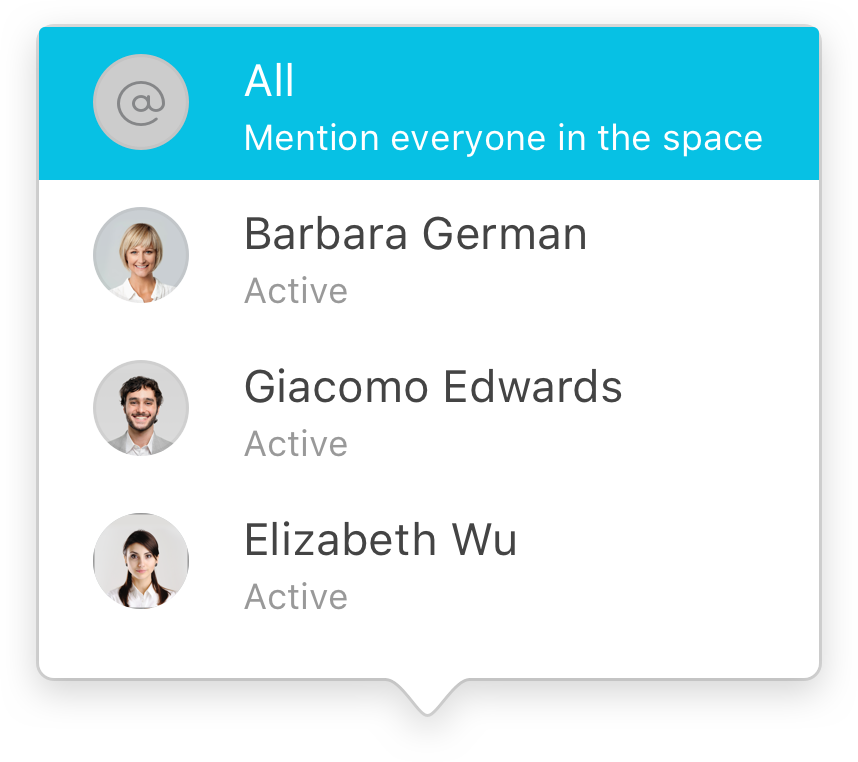 @
All
Mention everyone in the space
Barbara German
Active
Giacomo Edwards
Active
Elizabeth Wu
Active